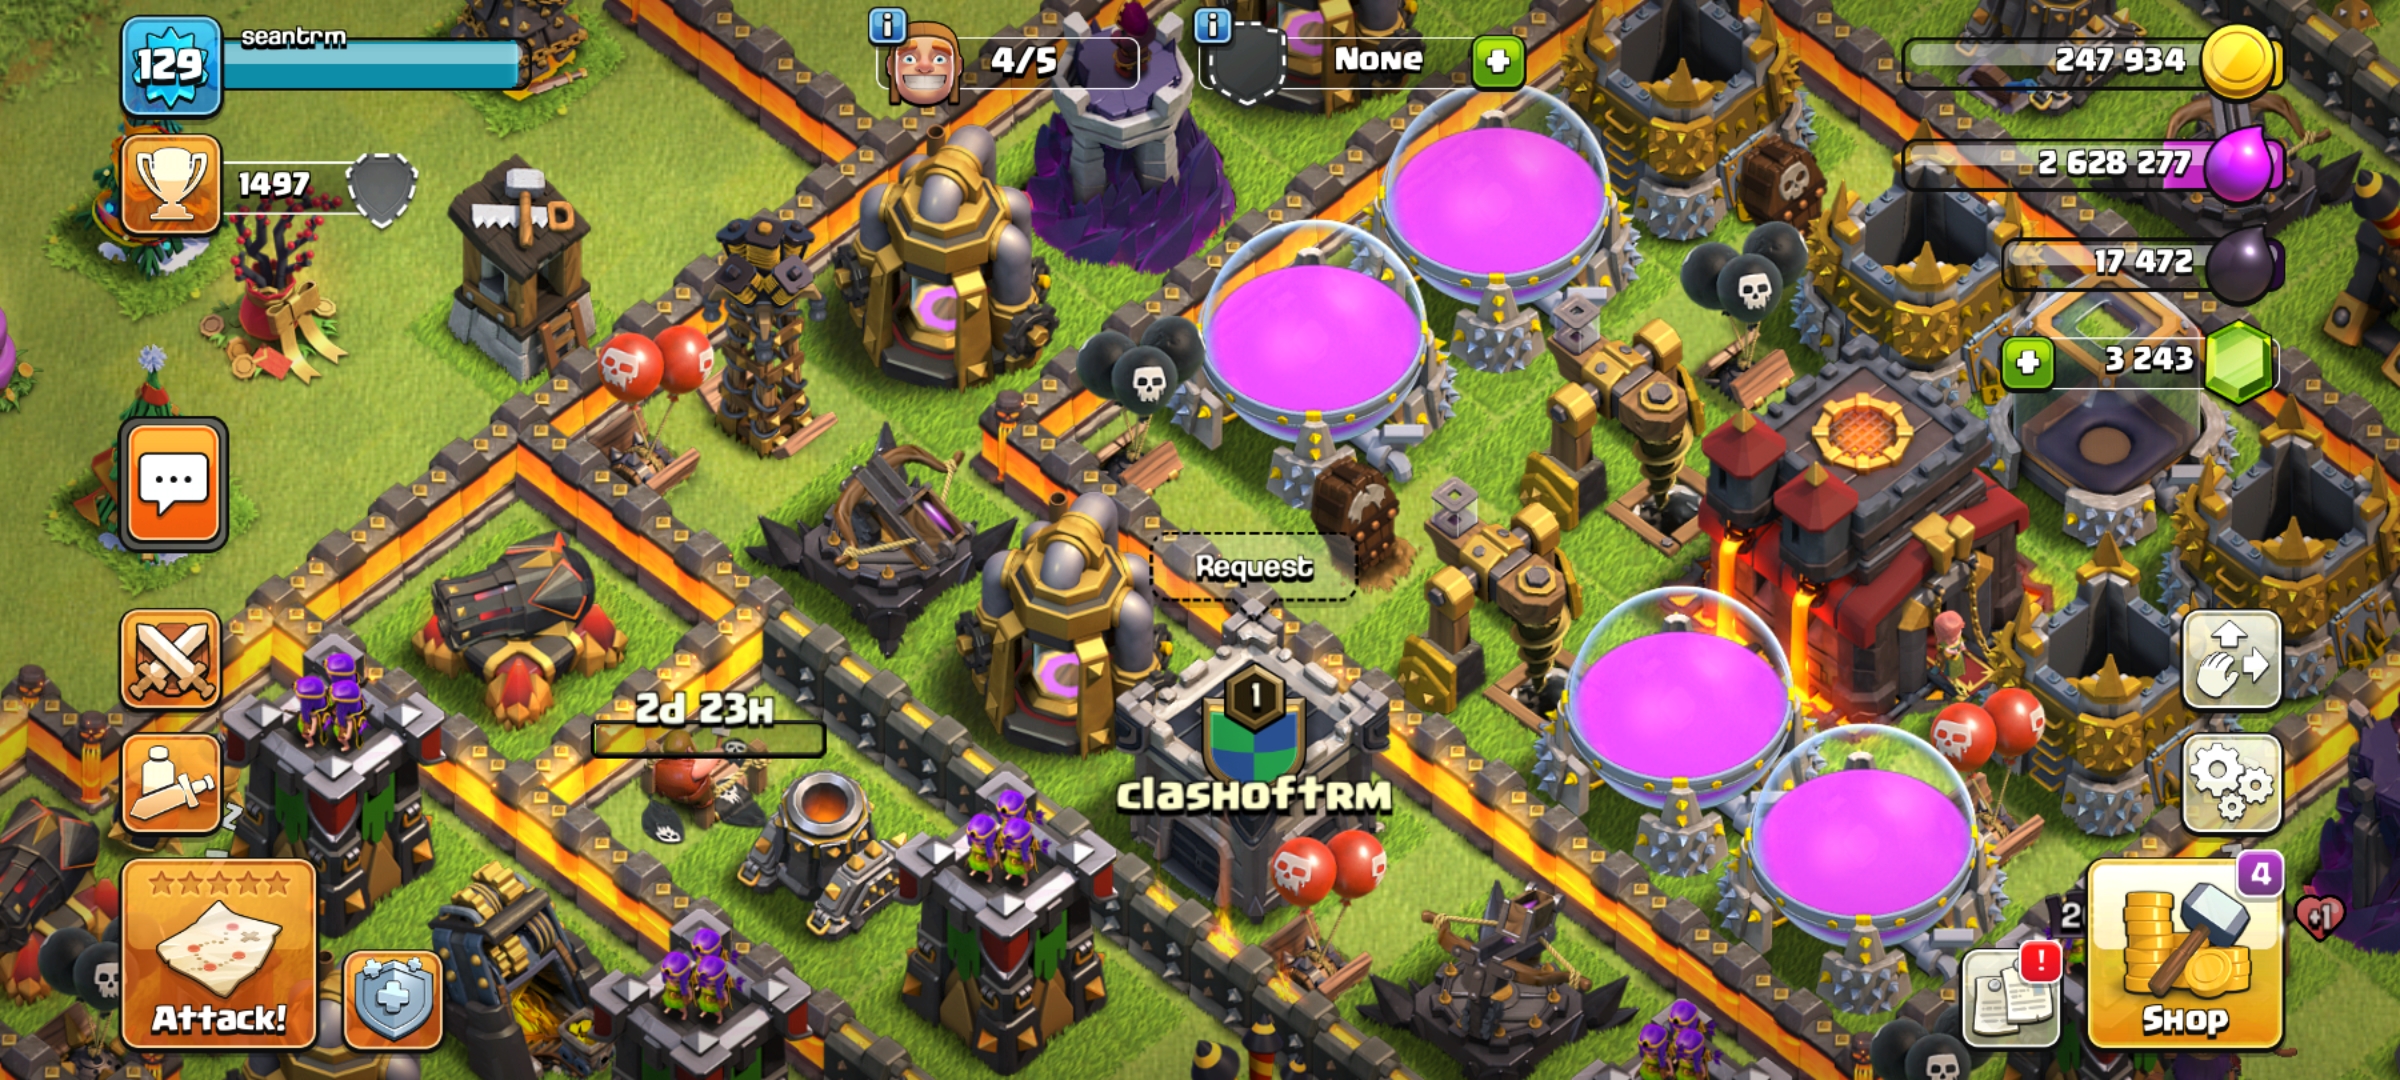 129
seantrm
4/5
None
247 934
1497
2 628 277
17 472
3 243
Request
2d 23H
1
clashoftRM
Attack!
4
+1
2
!
Shop